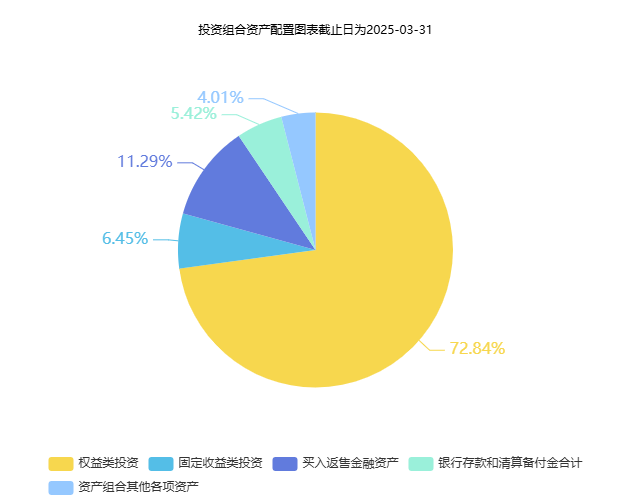 投资组合资产配置图表截止日为2025-03-31
4.01%
5.42%
11.29%
6.45%
72.84%
权益类投资 固定收益类投资 买入返售金融资产 银行存款和清算备付金合计
资产组合其他各项资产